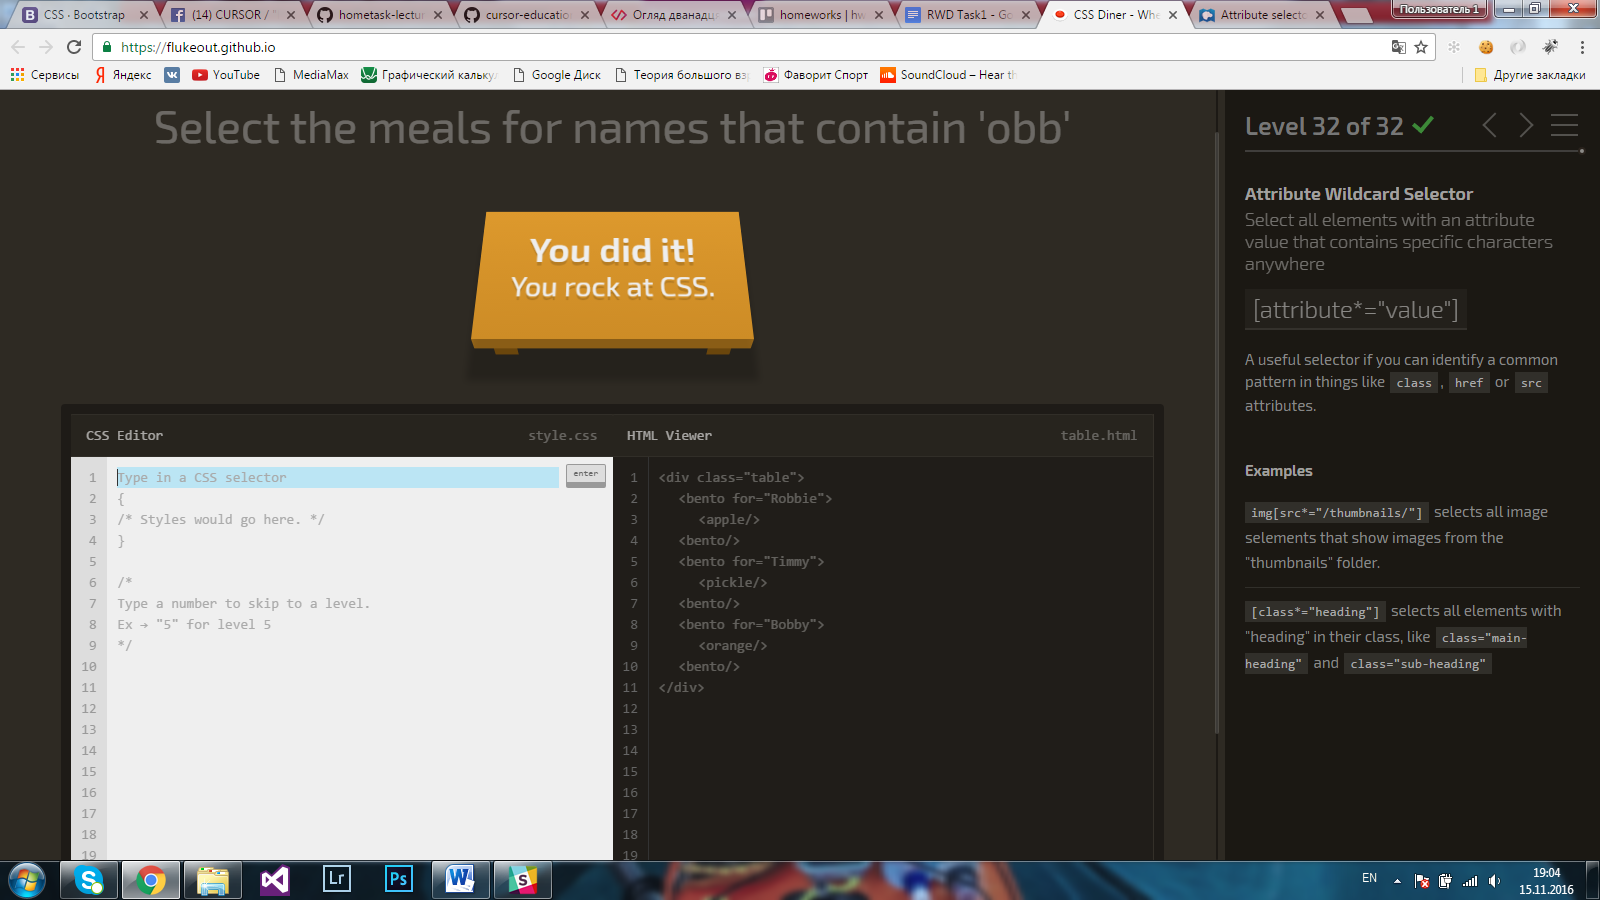 CSS · Bootstrap
(14) CURSOR / "
hometask-lectu
cursor-education
Огляд дванадц
homeworks | hw
RWD Task1 - Go
CSS Diner - Whe
Attribute selecto
Пользователь 1
https://flukeout.github.io
Сервисы
Яндекс
YouTube
MediaMax
Графический кальку
Google Диск
Теория большого вз
Фаворит Спорт
SoundCloud – Hear th
Другие закладки
Select the meals for names that contain 'obb'
You did it!
You rock at CSS.
CSS Editor
style.css
HTML Viewer
table.html
1 Type in a CSS selector
enter
2 {
3 /* Styles would go here. */
4 }
5
6 /*
7 Type a number to skip to a level.
8 Ex → "5" for level 5
9 */
10
11
12
13
14
15
16
17
18
19
1 <div class="table">
2 <bento for="Robbie">
3 <apple/>
4 <bento/>
5 <bento for="Timmy">
6 <pickle/>
7 <bento/>
8 <bento for="Bobby">
9 <orange/>
10 <bento/>
11 </div>
12
13
14
15
16
17
18
19
Level 32 of 32
Attribute Wildcard Selector
Select all elements with an attribute
value that contains specific characters
anywhere
[attribute*="value"]
A useful selector if you can identify a common
pattern in things like class , href or src
attributes.
Examples
img[src*="/thumbnails/"] selects all image
selements that show images from the
"thumbnails" folder.
[class*="heading"] selects all elements with
"heading" in their class, like class="main-
heading" and class="sub-heading"
Lr
Ps
EN
19:04
15.11.2016